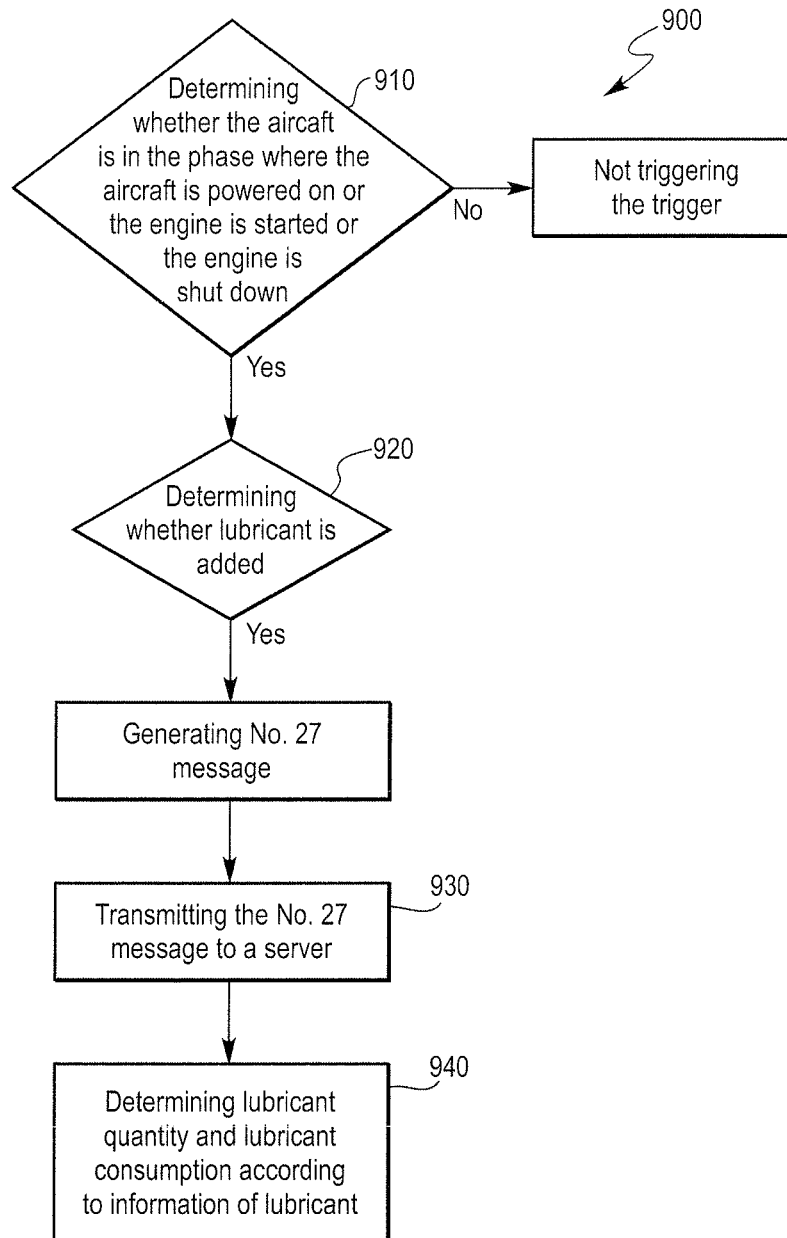 900
910
Determining
whether the aircaft
is in the phase where the
aircraft is powered on or
the engine is started or
the engine is
shut down
No
Not triggering
the trigger
Yes
920
Determining
whether lubricant is
added
Yes
Generating No. 27
message
930
Transmitting the No. 27
message to a server
940
Determining lubricant
quantity and lubricant
consumption according
to information of lubricant